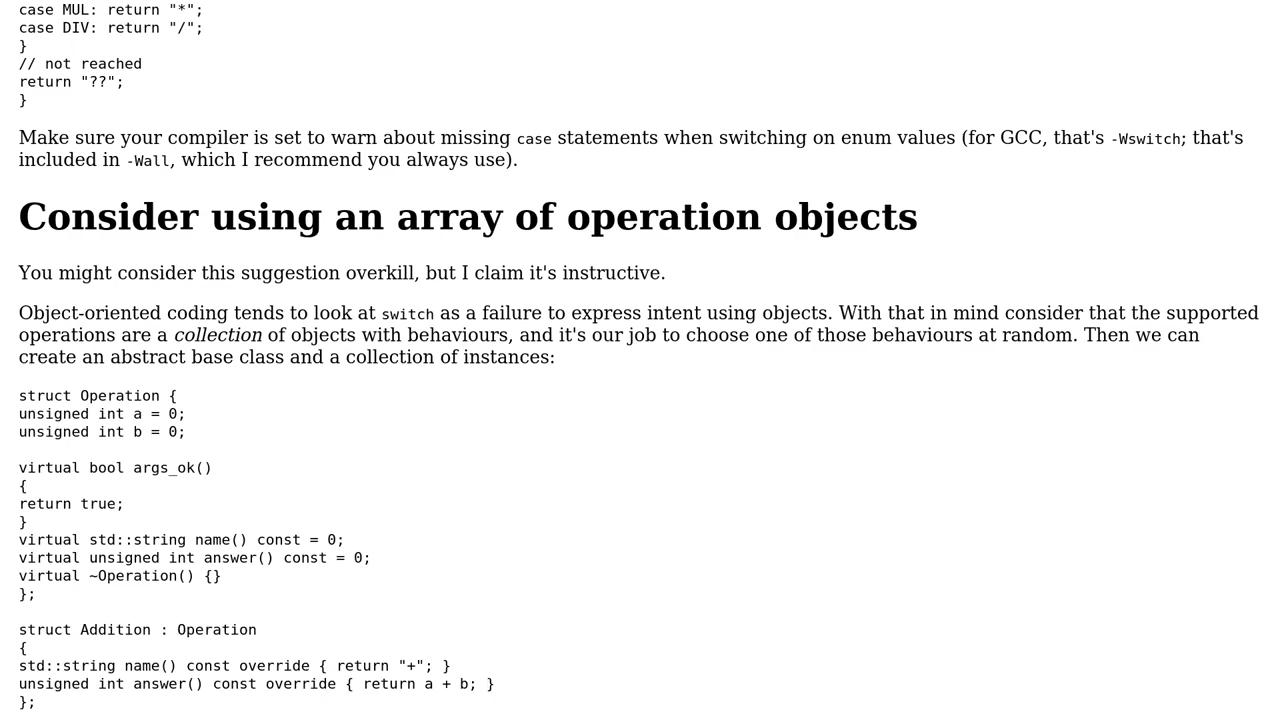 case MUL: return "*";
case DIV: return "/";
}
// not reached
return "??";
}
Make sure your compiler is set to warn about missing case statements when switching on enum values (for GCC, that's -Wswitch; that's
included in -Wall, which I recommend you always use).
Consider using an array of operation objects
You might consider this suggestion overkill, but I claim it's instructive.
Object-oriented coding tends to look at switch as a failure to express intent using objects. With that in mind consider that the supported
operations are a collection of objects with behaviours, and it's our job to choose one of those behaviours at random. Then we can
create an abstract base class and a collection of instances:
struct Operation {
unsigned int a = 0;
unsigned int b = 0;
virtual bool args_ok()
{
return true;
}
virtual std::string name() const = 0;
virtual unsigned int answer() const = 0;
virtual ~Operation() {}
};
struct Addition : Operation
{
std::string name() const override { return "+"; }
unsigned int answer() const override { return a + b; }
};